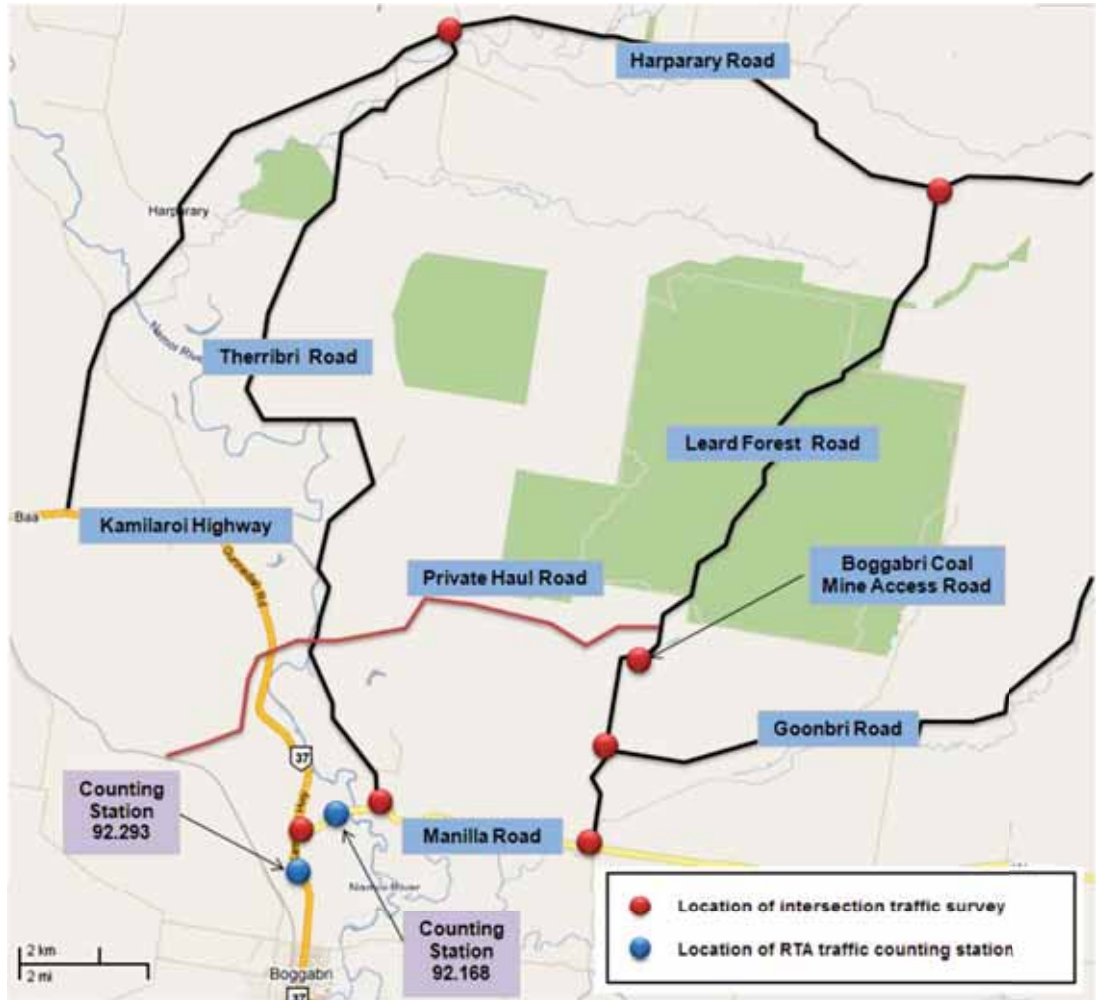 Harparary Road
Harparary
Therribri Road
Leard Forest Road
Baa
Kamilaroi Highway
Private Haul Road
Boggabri Coal
Mine Access Road
Goonbri Road
37
Counting
Station
92.293
Hwy
Manilla Road
River
Counting
Station
92.168
Location of intersection traffic survey
Location of RTA traffic counting station
2 km
2 mi
Boggabri
37